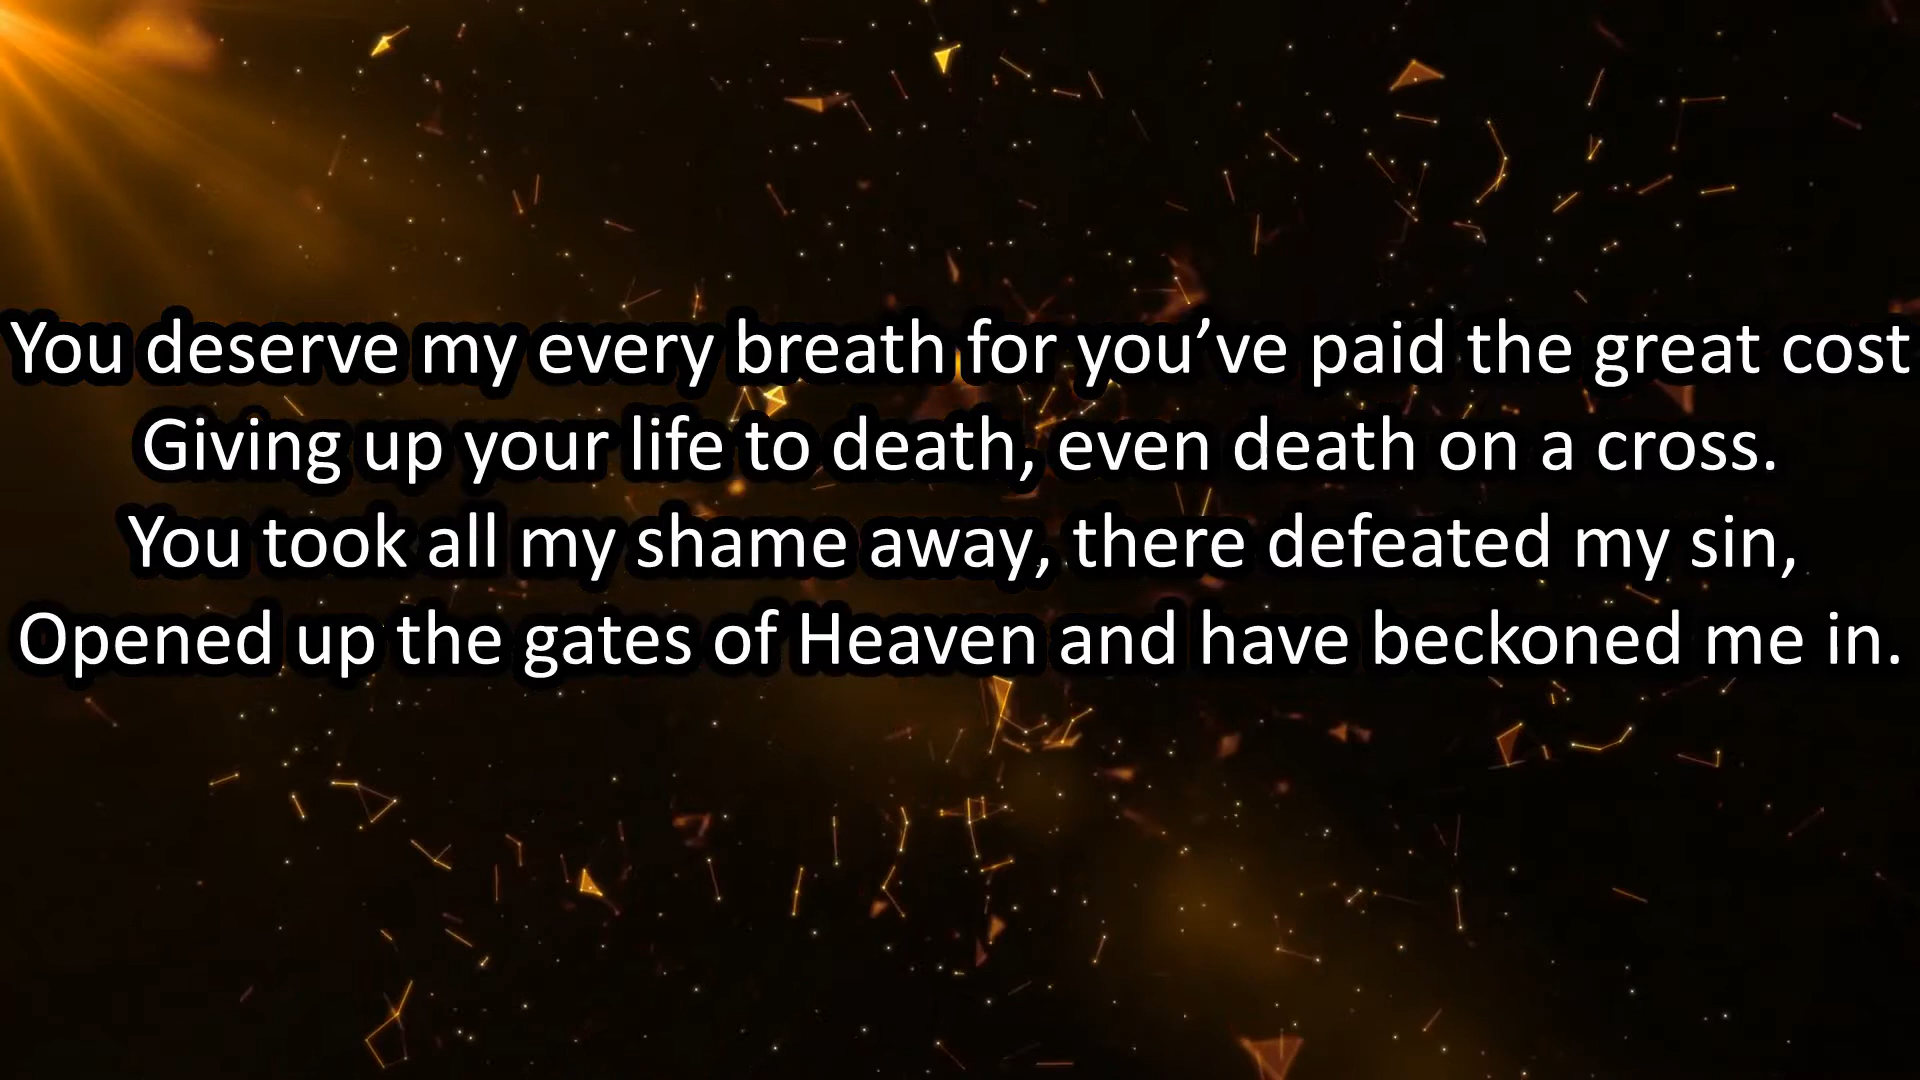 You deserve my every breath for you’ve paid the great cost
Giving up your life to death, even death on a cross.
You took all my shame away, there defeated my sin,
Opened up the gates of Heaven and have beckoned me in.